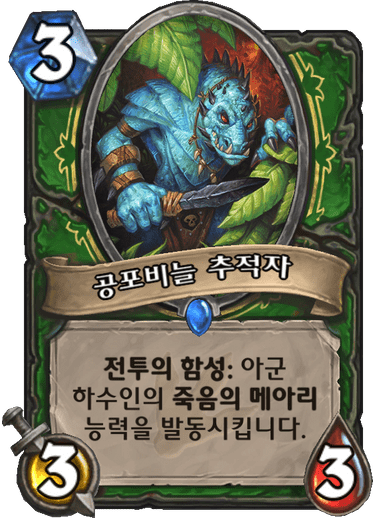 3
공포비늘 추적자
전투의 함성: 아군
하수인의 죽음의 메아리
능력을 발동시킵니다.
3
3